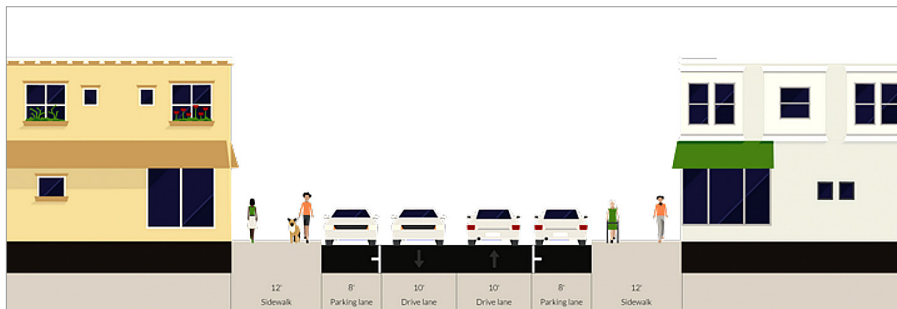 12' 8' 10' 10' 8' 12'
Sidewalk Parking lane Drive lane Drive lane Parking lane Sidewalk